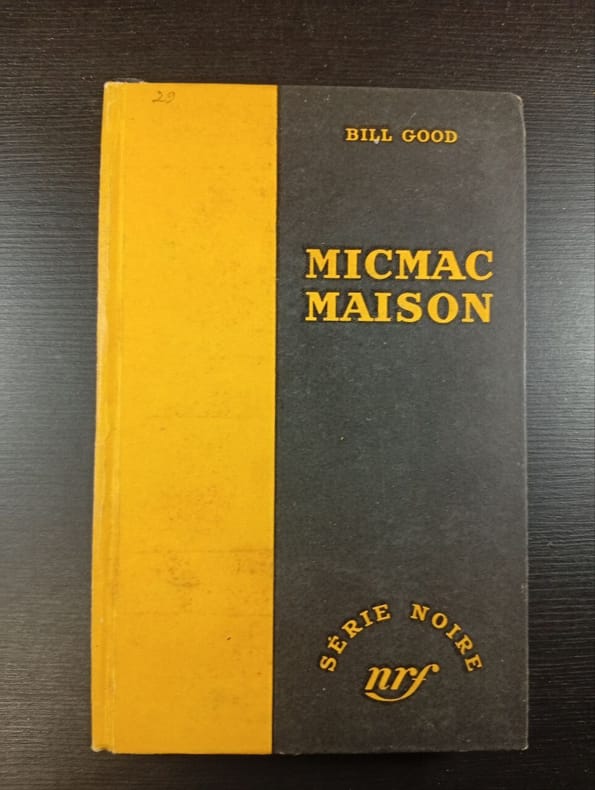 29
BILL GOOD
MICMAC
MAISON
SÉRIE NOIRE
nrf